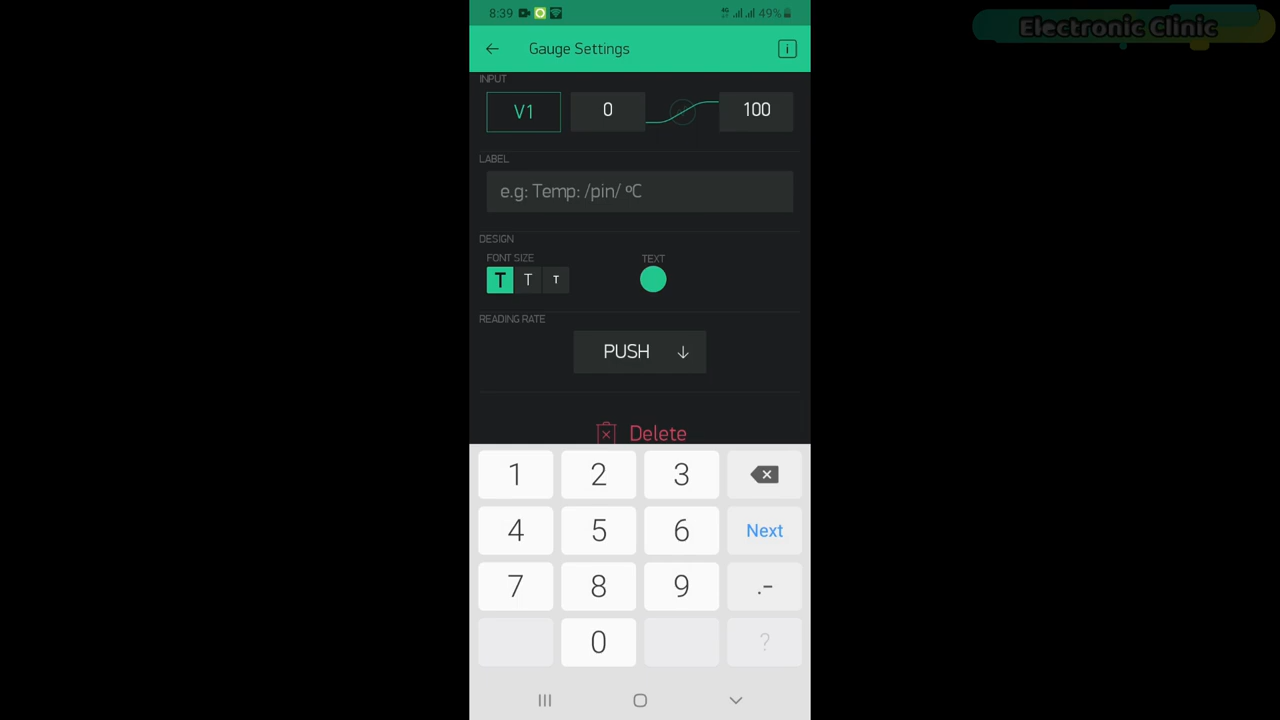 8:39
4G
49%
Electronic Clinic
← Gauge Settings i
INPUT
V1 0 100
LABEL
e.g: Temp: /pin/ ºC
DESIGN
FONT SIZE TEXT
T T T
READING RATE
PUSH ↓
Delete
1 2 3
4 5 6 Next
7 8 9 .-
0 ?